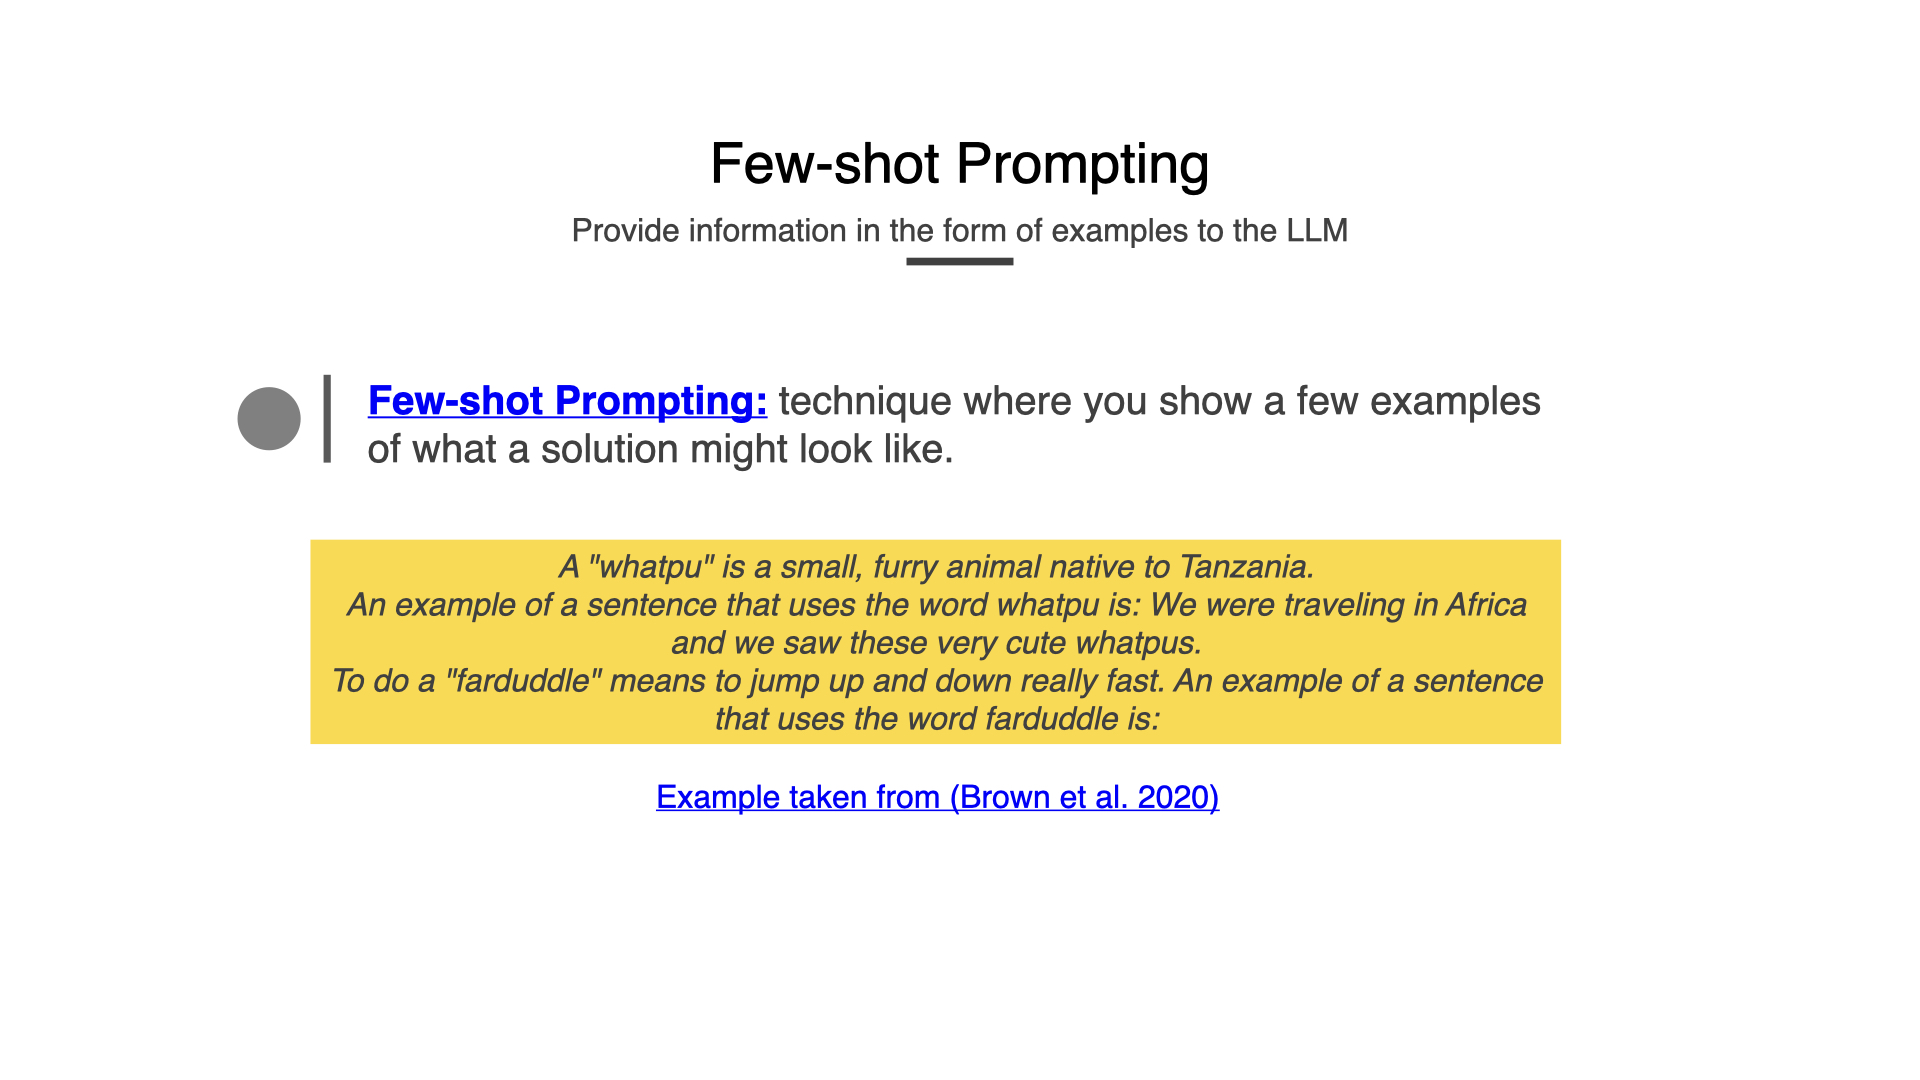 Few-shot Prompting
Provide information in the form of examples to the LLM
Few-shot Prompting: technique where you show a few examples
of what a solution might look like.
A "whatpu" is a small, furry animal native to Tanzania.
An example of a sentence that uses the word whatpu is: We were traveling in Africa
and we saw these very cute whatpus.
To do a "farduddle" means to jump up and down really fast. An example of a sentence
that uses the word farduddle is:
Example taken from (Brown et al. 2020)